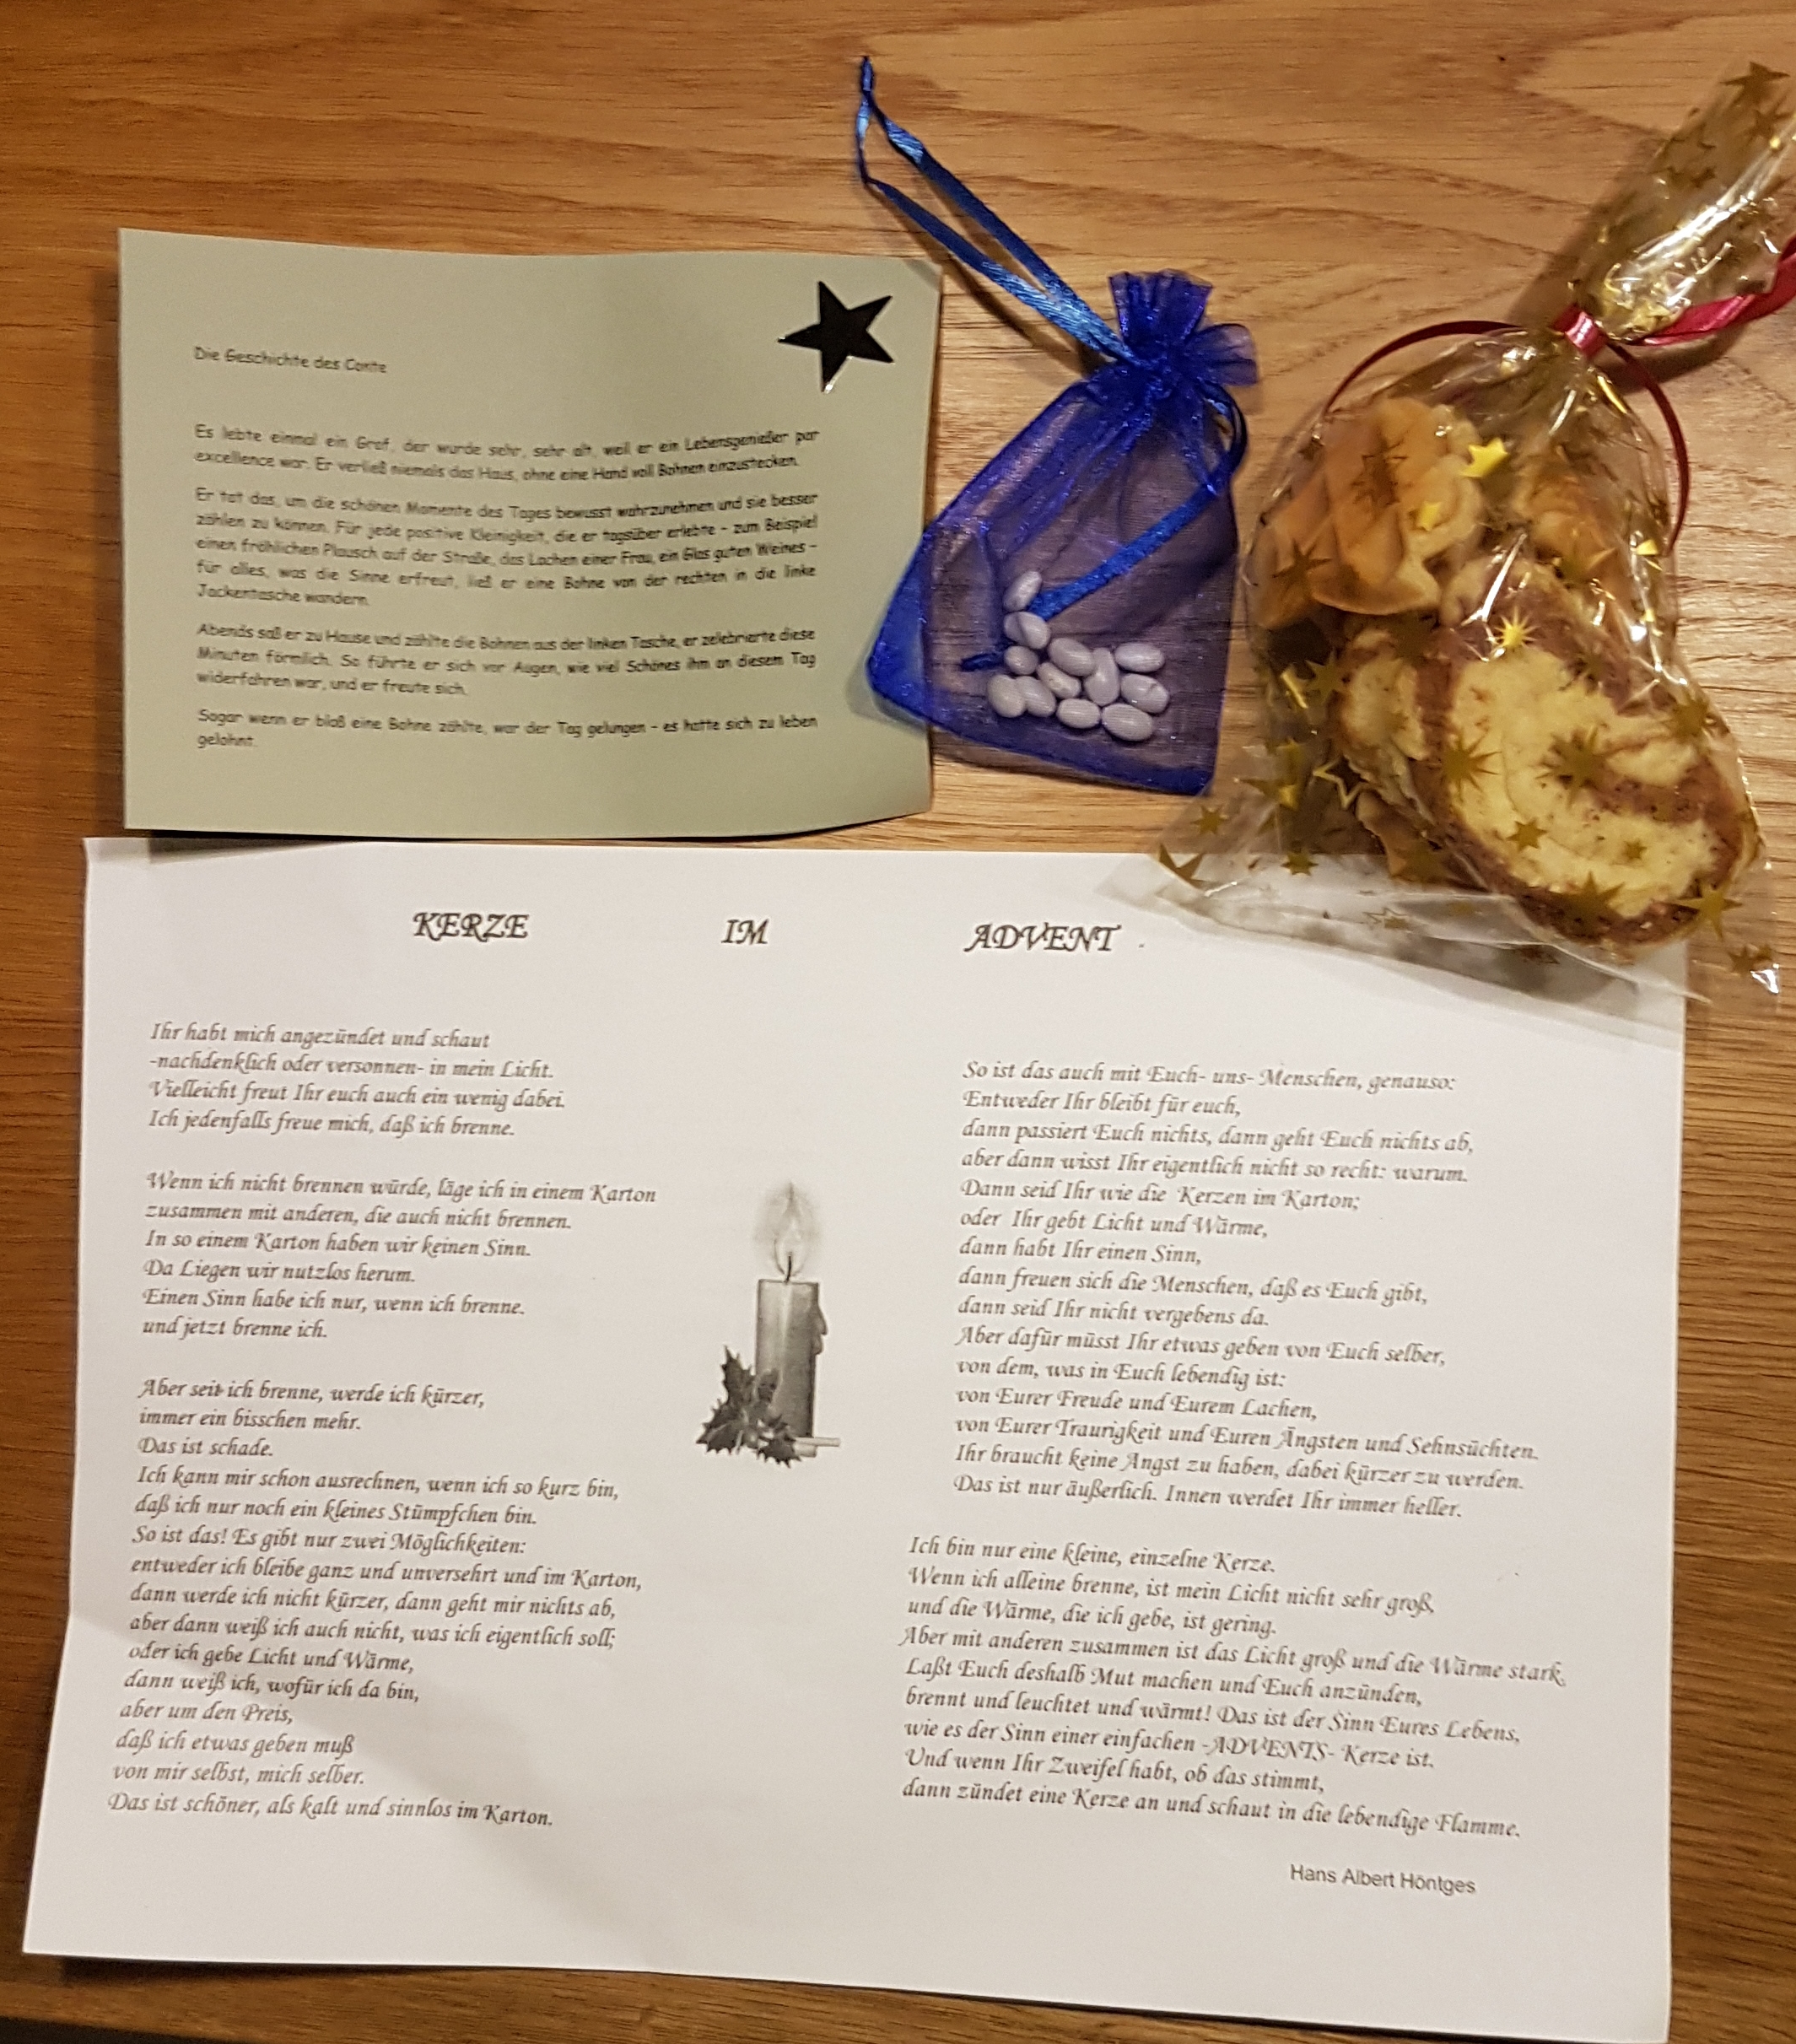 Die Geschichte des Conte
Es lebte einmal ein Graf, der wurde sehr, sehr alt, weil er ein Lebensgenießer par
excellence war. Er verließ niemals das Haus, ohne eine Hand voll Bohnen einzustecken.
Er tat das, um die schönen Momente des Tages bewusst wahrzunehmen und sie besser
zählen zu können. Für jede positive Kleinigkeit, die er tagsüber erlebte – zum Beispiel
einen fröhlichen Plausch auf der Straße, das Lachen einer Frau, ein Glas guten Weines –
für alles, was die Sinne erfreut, ließ er eine Bohne von der rechten in die linke
Jackentasche wandern.
Abends saß er zu Hause und zählte die Bohnen aus der linken Tasche, er zelebrierte diese
Minuten förmlich. So führte er sich vor Augen, wie viel Schönes ihm an diesem Tag
widerfahren war, und er freute sich.
Sogar wenn er bloß eine Bohne zählte, war der Tag gelungen – es hatte sich zu leben
gelohnt.
KERZE IM ADVENT
Ihr habt mich angezündet und schaut
-nachdenklich oder versonnen- in mein Licht.
Vielleicht freut Ihr euch auch ein wenig dabei.
Ich jedenfalls freue mich, daß ich brenne.
Wenn ich nicht brennen würde, läge ich in einem Karton
zusammen mit anderen, die auch nicht brennen.
In so einem Karton haben wir keinen Sinn.
Da Liegen wir nutzlos herum.
Einen Sinn habe ich nur, wenn ich brenne.
und jetzt brenne ich.
Aber seit ich brenne, werde ich kürzer,
immer ein bisschen mehr.
Das ist schade.
Ich kann mir schon ausrechnen, wenn ich so kurz bin,
daß ich nur noch ein kleines Stümpfchen bin.
So ist das! Es gibt nur zwei Möglichkeiten:
entweder ich bleibe ganz und unversehrt und im Karton,
dann werde ich nicht kürzer, dann geht mir nichts ab,
aber dann weiß ich auch nicht, was ich eigentlich soll;
oder ich gebe Licht und Wärme,
dann weiß ich, wofür ich da bin,
aber um den Preis,
daß ich etwas geben muß
von mir selbst, mich selber.
Das ist schöner, als kalt und sinnlos im Karton.
So ist das auch mit Euch- uns- Menschen, genauso:
Entweder Ihr bleibt für euch,
dann passiert Euch nichts, dann geht Euch nichts ab,
aber dann wisst Ihr eigentlich nicht so recht: warum.
Dann seid Ihr wie die Kerzen im Karton;
oder Ihr gebt Licht und Wärme,
dann habt Ihr einen Sinn,
dann freuen sich die Menschen, daß es Euch gibt,
dann seid Ihr nicht vergebens da.
Aber dafür müsst Ihr etwas geben von Euch selber,
von dem, was in Euch lebendig ist:
von Eurer Freude und Eurem Lachen,
von Eurer Traurigkeit und Euren Ängsten und Sehnsüchten.
Ihr braucht keine Angst zu haben, dabei kürzer zu werden.
Das ist nur äußerlich. Innen werdet Ihr immer heller.
Ich bin nur eine kleine, einzelne Kerze.
Wenn ich alleine brenne, ist mein Licht nicht sehr groß,
und die Wärme, die ich gebe, ist gering.
Aber mit anderen zusammen ist das Licht groß und die Wärme stark.
Laßt Euch deshalb Mut machen und Euch anzünden,
brennt und leuchtet und wärmt! Das ist der Sinn Eures Lebens,
wie es der Sinn einer einfachen -ADVENTS- Kerze ist.
Und wenn Ihr Zweifel habt, ob das stimmt,
dann zündet eine Kerze an und schaut in die lebendige Flamme.
Hans Albert Höntges